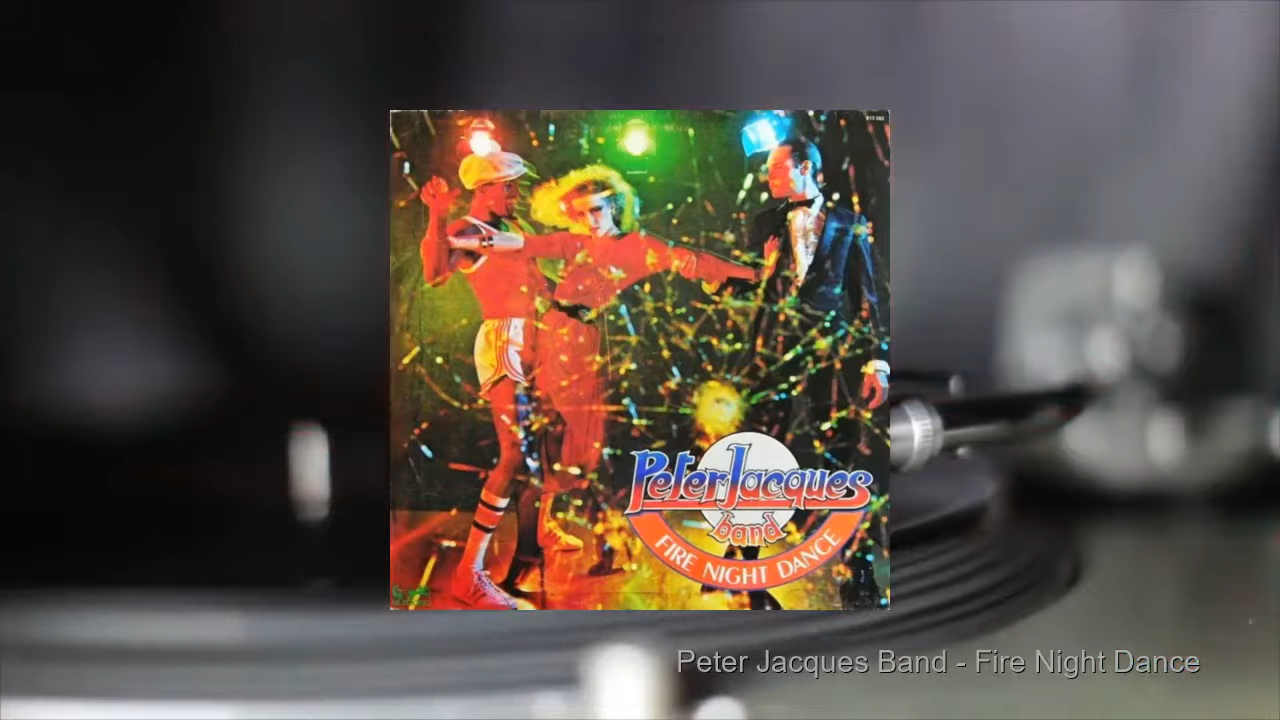 Peter Jacques
band
FIRE NIGHT DANCE
Peter Jacques Band - Fire Night Dance